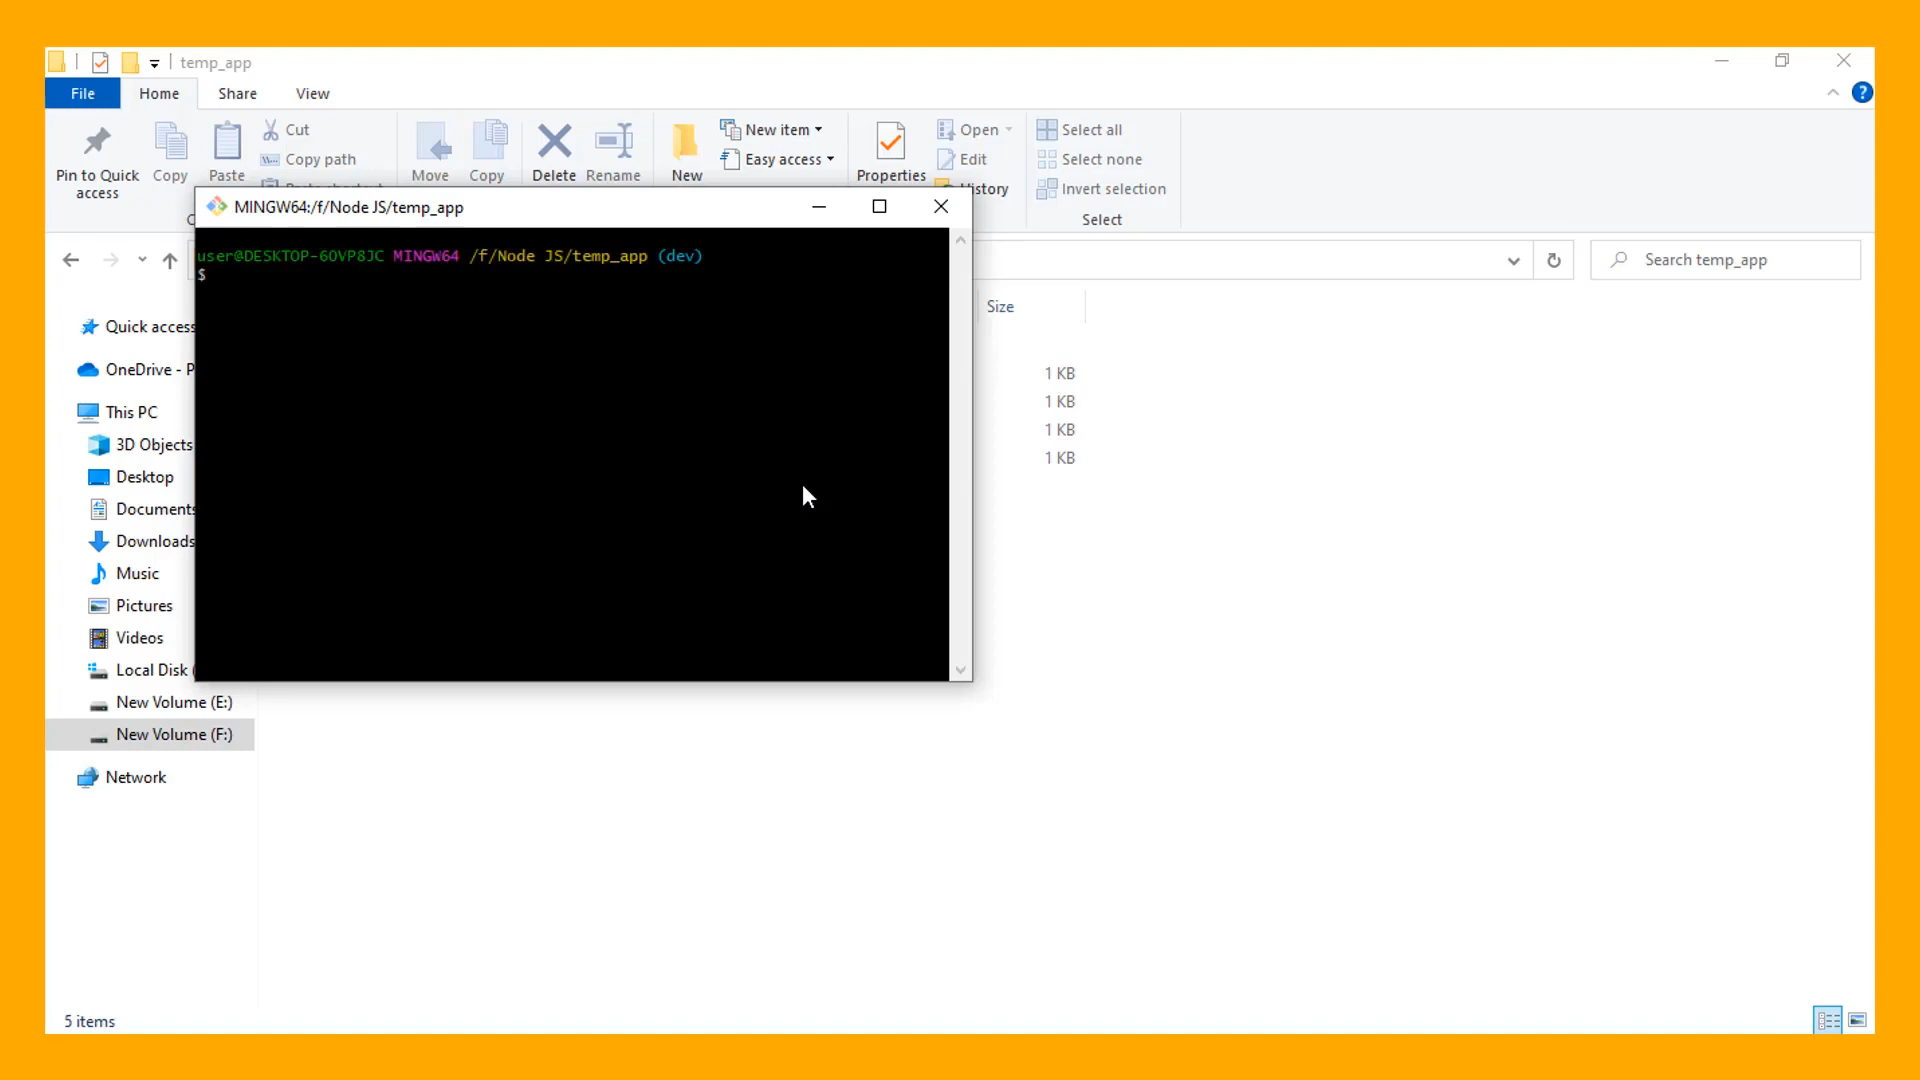 temp_app
File
Home
Share
View
Pin to Quick
access
Copy
Paste
Cut
Copy path
Move
Copy
Delete
Rename
New
New item
Easy access
Properties
Open
Edit
History
Select all
Select none
Invert selection
Select
MINGW64:/f/Node JS/temp_app
user@DESKTOP-6OVP8JC MINGW64 /f/Node JS/temp_app (dev)
$
Search temp_app
Size
1 KB
1 KB
1 KB
1 KB
Quick access
OneDrive - P
This PC
3D Objects
Desktop
Documents
Downloads
Music
Pictures
Videos
Local Disk
New Volume (E:)
New Volume (F:)
Network
5 items